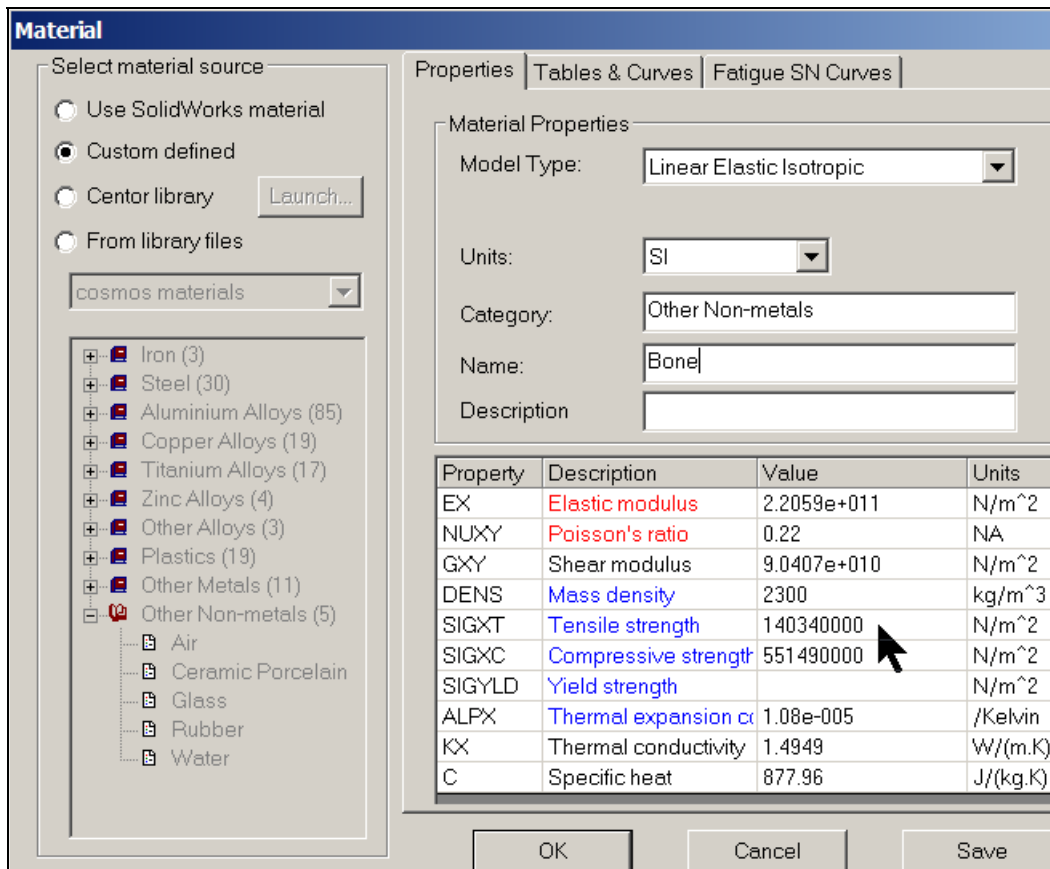 Material
Select material source
Use SolidWorks material
Custom defined
Centor library
Launch...
From library files
cosmos materials
Iron (3)
Steel (30)
Aluminium Alloys (85)
Copper Alloys (19)
Titanium Alloys (17)
Zinc Alloys (4)
Other Alloys (3)
Plastics (19)
Other Metals (11)
Other Non-metals (5)
Air
Ceramic Porcelain
Glass
Rubber
Water
Properties Tables & Curves Fatigue SN Curves
Material Properties
Model Type: Linear Elastic Isotropic
Units: SI
Category: Other Non-metals
Name: Bone
Description
Property Description Value Units
EX Elastic modulus 2.2059e+011 N/m^2
NUXY Poisson's ratio 0.22 NA
GXY Shear modulus 9.0407e+010 N/m^2
DENS Mass density 2300 kg/m^3
SIGXT Tensile strength 140340000 N/m^2
SIGXC Compressive strength 551490000 N/m^2
SIGYLD Yield strength N/m^2
ALPX Thermal expansion co 1.08e-005 /Kelvin
KX Thermal conductivity 1.4949 W/(m.K)
C Specific heat 877.96 J/(kg.K)
OK Cancel Save